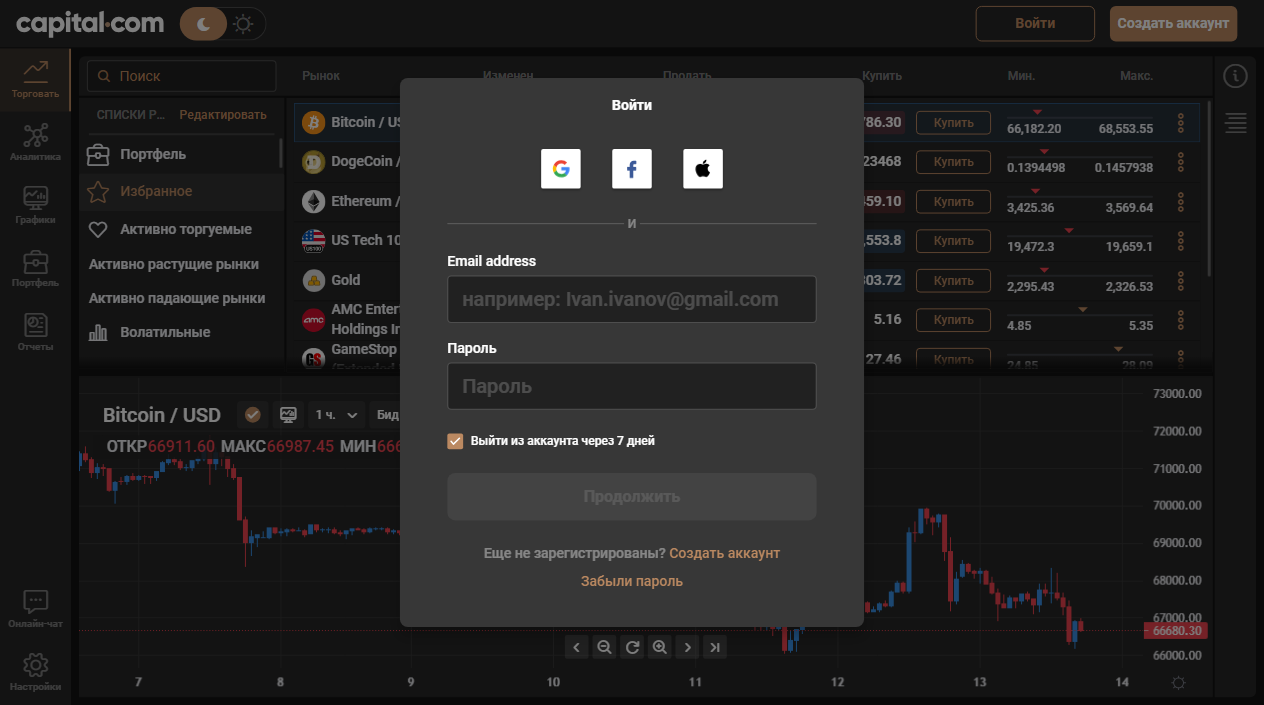 capital.com
Войти
Создать аккаунт
Торговать
Аналитика
Графики
Портфель
Отчеты
Онлайн-чат
Настройки
Поиск
СПИСКИ Р... Редактировать
Портфель
Избранное
Активно торгуемые
Активно растущие рынки
Активно падающие рынки
Волатильные
Рынок Изменен Продать Купить Мин. Макс.
Bitcoin / US 786.30 Купить 66,182.20 68,553.55
DogeCoin / 23468 Купить 0.1394498 0.1457938
Ethereum / 459.10 Купить 3,425.36 3,569.64
US Tech 10 ,553.8 Купить 19,472.3 19,659.1
Gold 303.72 Купить 2,295.43 2,326.53
AMC Enter
Holdings In 5.16 Купить 4.85 5.35
GameStop 27.46 Купить 24.85 28.09
(Extended
Войти
И
Email address
например: Ivan.ivanov@gmail.com
Пароль
Пароль
Выйти из аккаунта через 7 дней
Продолжить
Еще не зарегистрированы? Создать аккаунт
Забыли пароль
Bitcoin / USD 1 ч. Бид
ОТКР66911.60 МАКС66987.45 МИН666
73000.00
72000.00
71000.00
70000.00
69000.00
68000.00
67000.00
66680.30
66000.00
7 8 9 10 11 12 13 14